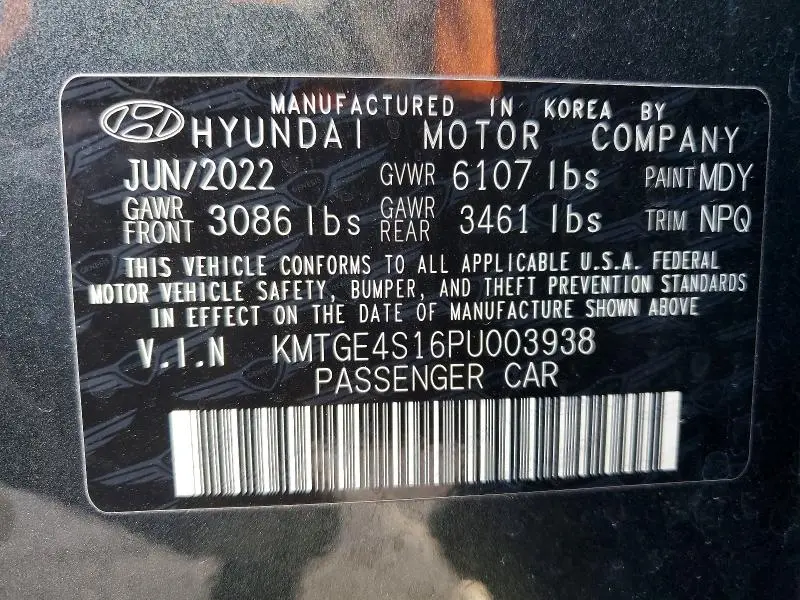 MANUFACTURED IN KOREA BY
HYUNDAI MOTOR COMPANY
JUN/2022 GVWR 6107 lbs PAINT MDY
GAWR FRONT 3086 lbs GAWR REAR 3461 lbs TRIM NPQ
THIS VEHICLE CONFORMS TO ALL APPLICABLE U.S.A. FEDERAL
MOTOR VEHICLE SAFETY, BUMPER, AND THEFT PREVENTION STANDARDS
IN EFFECT ON THE DATE OF MANUFACTURE SHOWN ABOVE
V.I.N KMTGE4S16PU003938
PASSENGER CAR